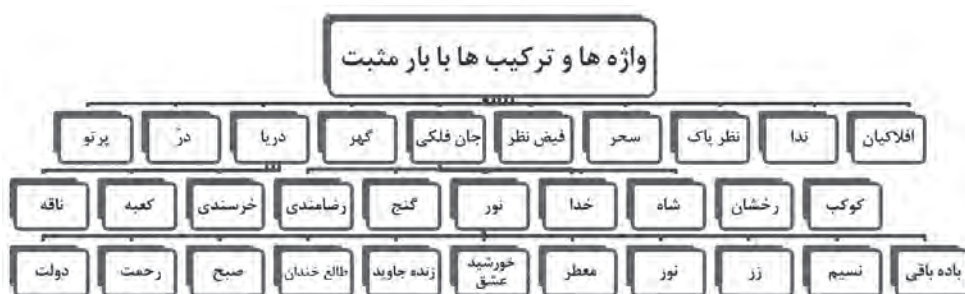 واژه ها و ترکیب ها با بار مثبت
افلاکیان ندا نظر پاک سحر فیض نظر جان فلکی گهر دریا درّ پرتو
کوکب رخشان شاه خدا نور گنج رضامندی خرسندی کعبه ناقه
باده باقی نسیم زر نور معطر خورشید عشق زنده جاوید طالع خندان صبح رحمت دولت